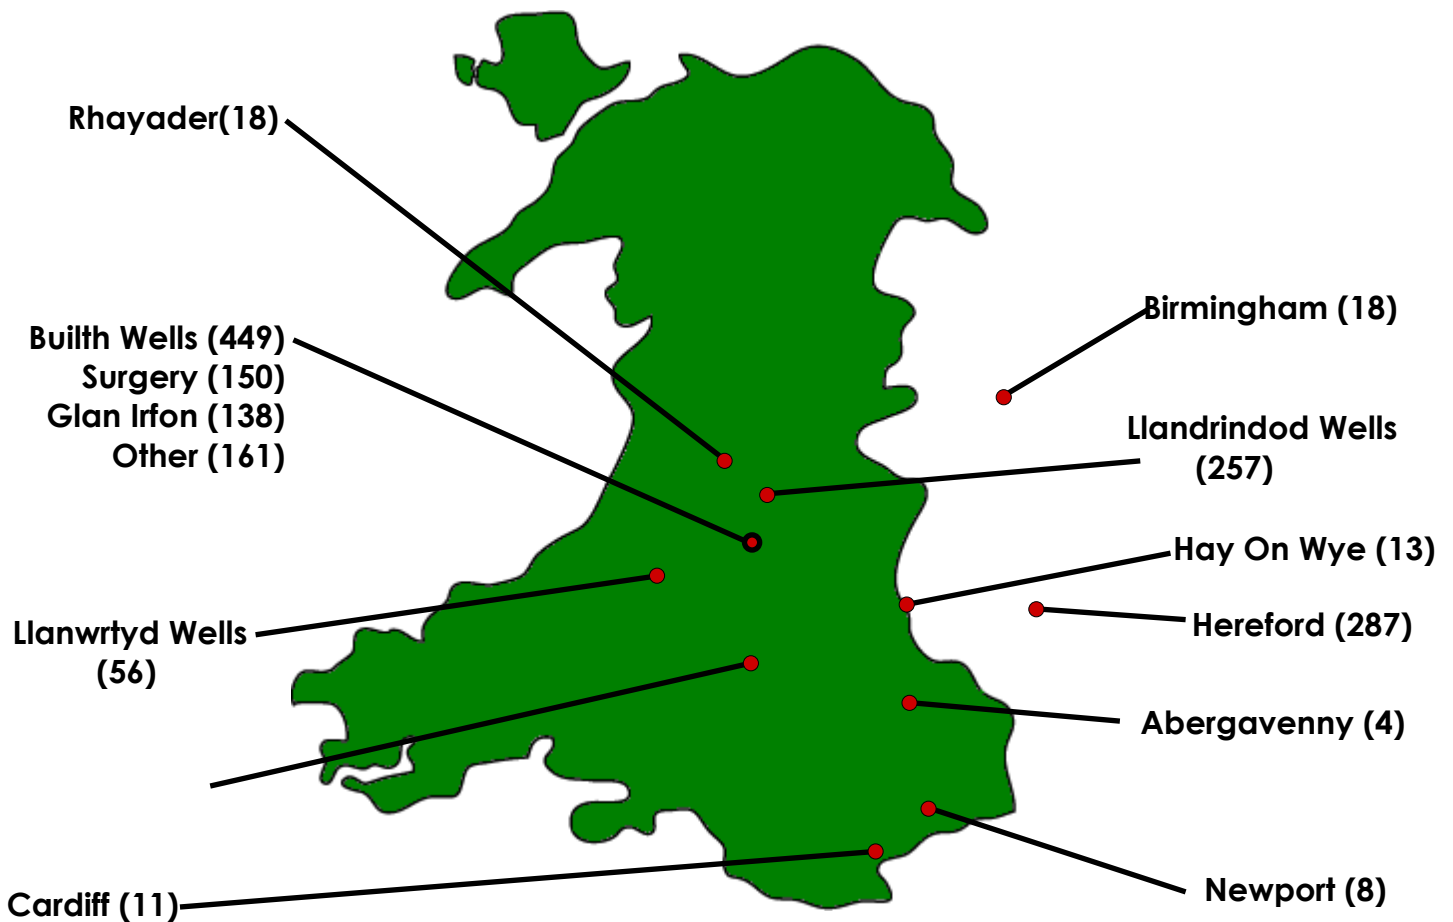 Rhayader(18)
Builth Wells (449)
Surgery (150)
Glan Irfon (138)
Other (161)
Llanwrtyd Wells
(56)
Cardiff (11)
Birmingham (18)
Llandrindod Wells
(257)
Hay On Wye (13)
Hereford (287)
Abergavenny (4)
Newport (8)